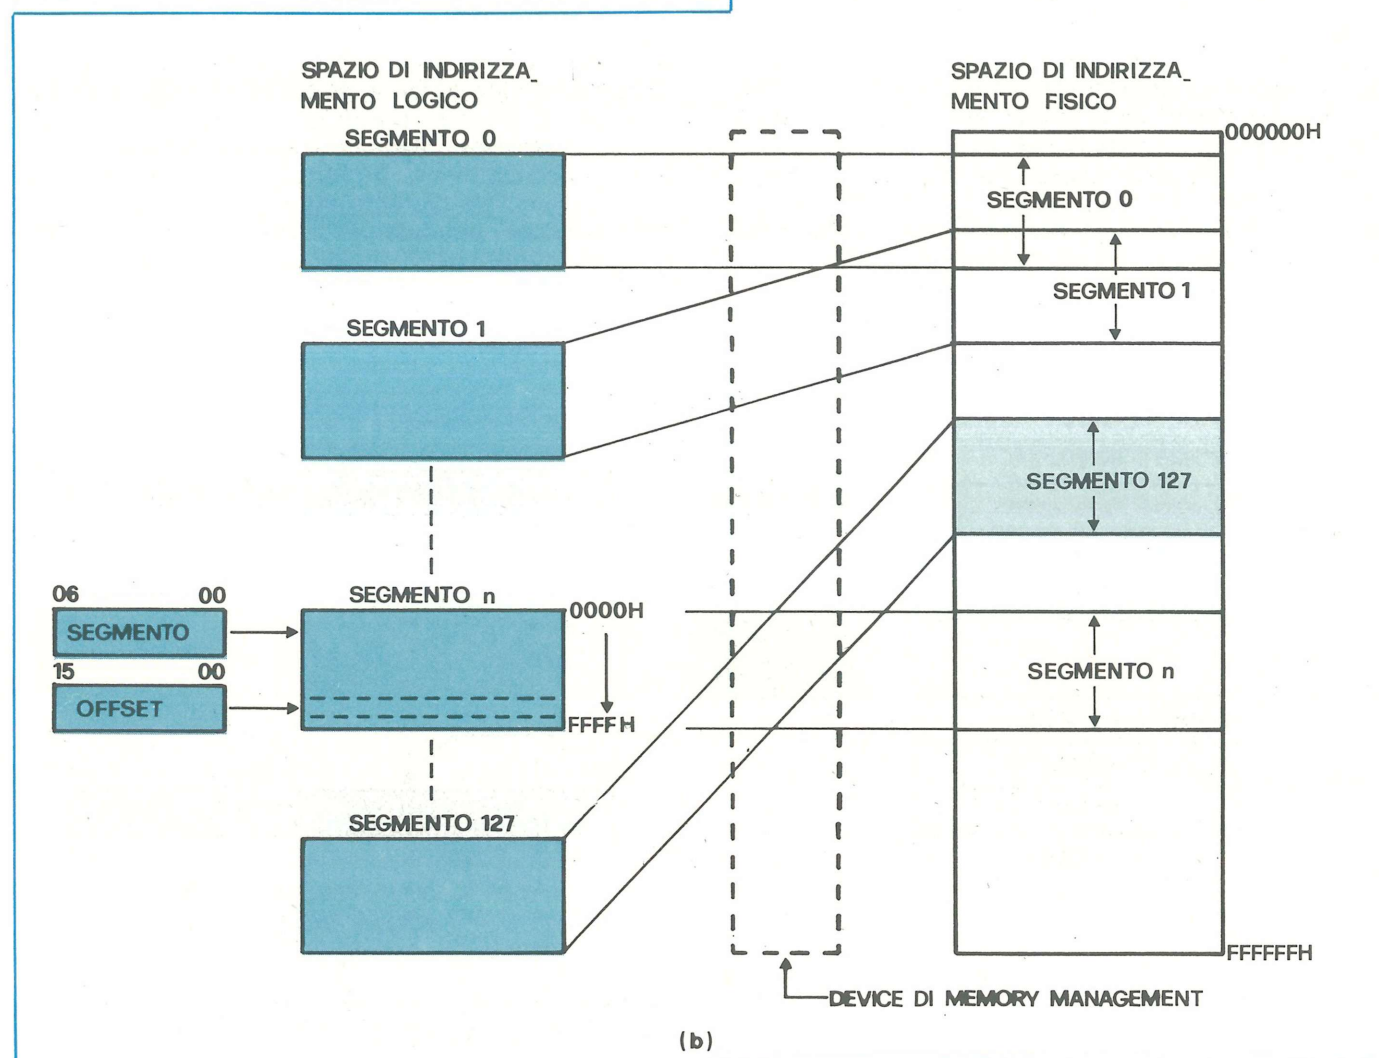 SPAZIO DI INDIRIZZA_
MENTO LOGICO
SPAZIO DI INDIRIZZA_
MENTO FISICO
SEGMENTO 0
000000H
SEGMENTO 0
SEGMENTO 1
SEGMENTO 1
SEGMENTO 127
06 00
SEGMENTO
15 00
OFFSET
SEGMENTO n
0000H
FFFFH
SEGMENTO n
SEGMENTO 127
FFFFFFH
DEVICE DI MEMORY MANAGEMENT
(b)